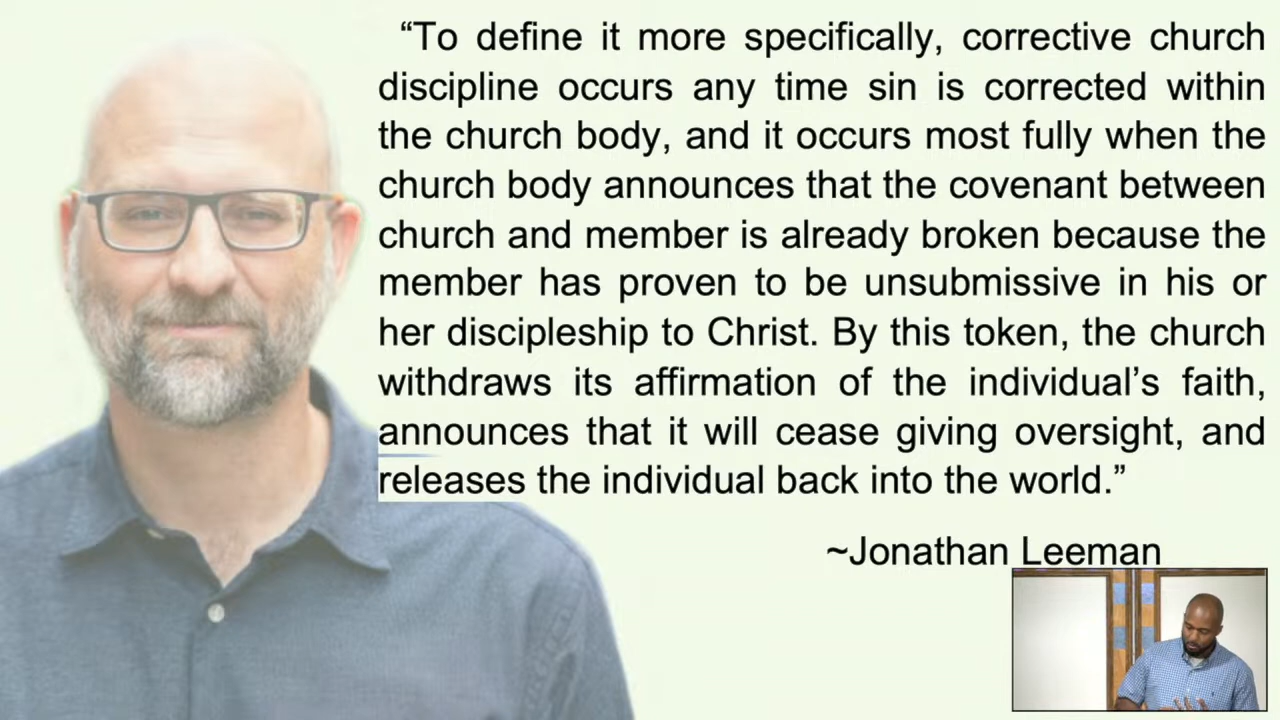 “To define it more specifically, corrective church
discipline occurs any time sin is corrected within
the church body, and it occurs most fully when the
church body announces that the covenant between
church and member is already broken because the
member has proven to be unsubmissive in his or
her discipleship to Christ. By this token, the church
withdraws its affirmation of the individual’s faith,
announces that it will cease giving oversight, and
releases the individual back into the world.”
~Jonathan Leeman